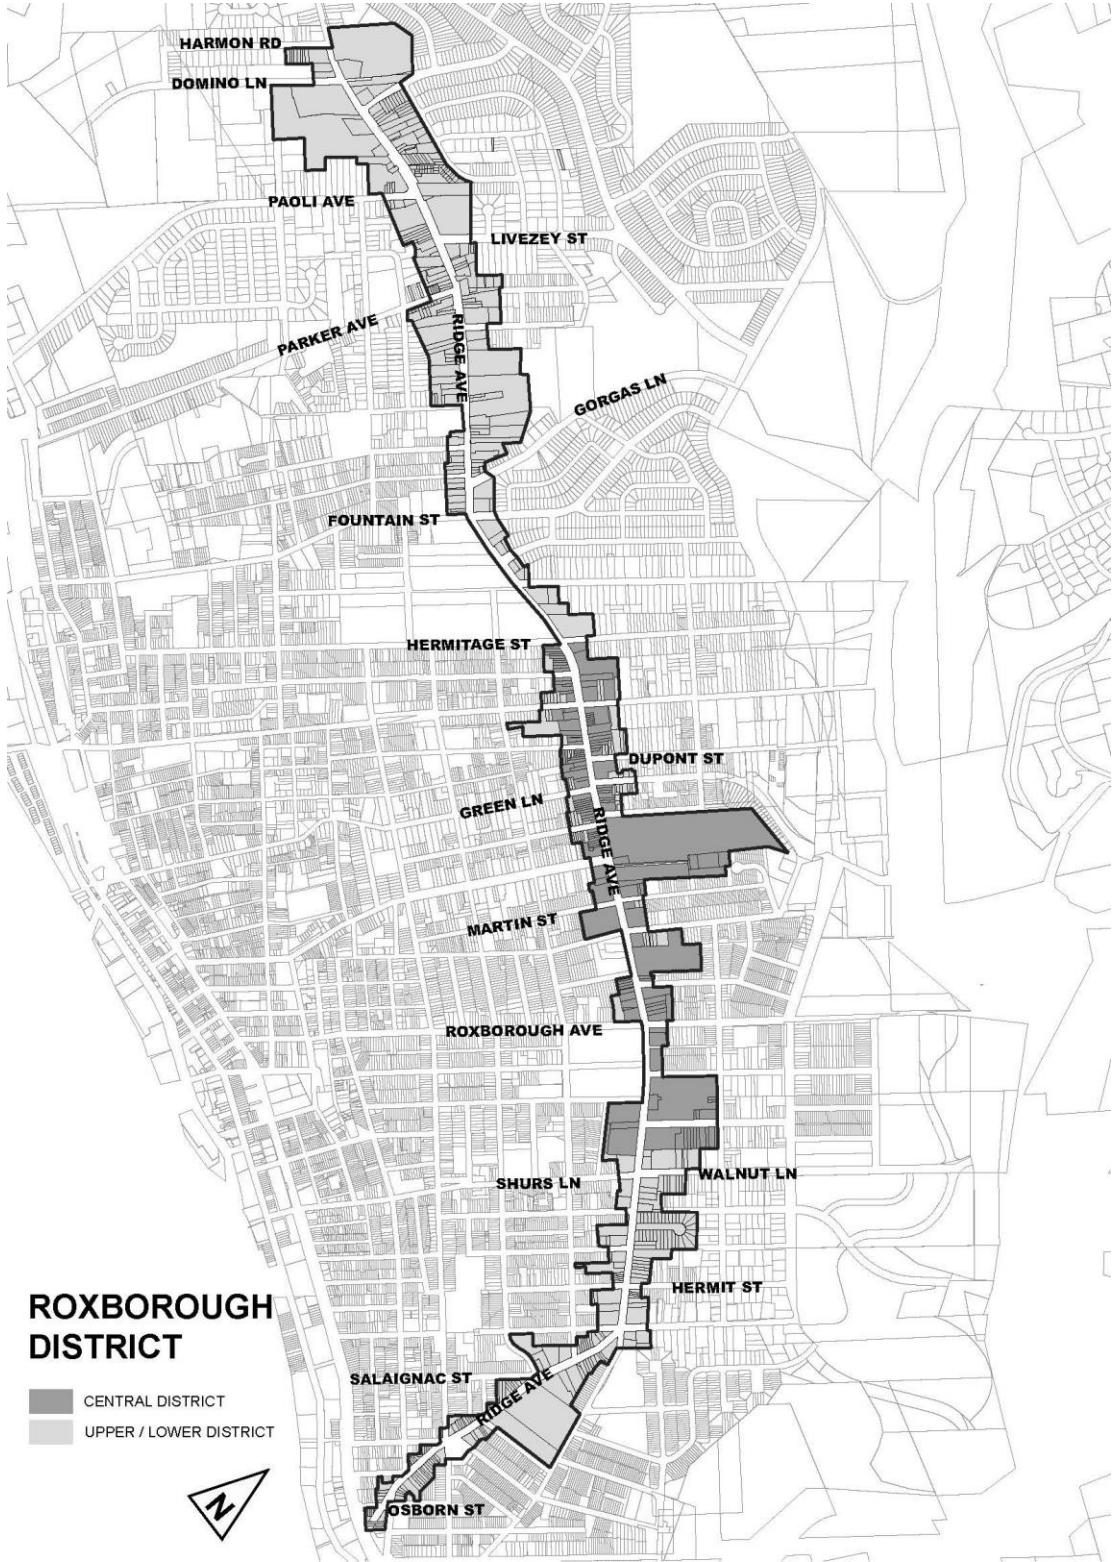 HARMON RD
DOMINO LN
PAOLI AVE
LIVEZEY ST
PARKER AVE
RIDGE AVE
GORGAS LN
FOUNTAIN ST
HERMITAGE ST
DUPONT ST
GREEN LN
RIDGE AVE
MARTIN ST
ROXBOROUGH AVE
SHURS LN
WALNUT LN
HERMIT ST
SALAIGNAC ST
RIDGE AVE
OSBORN ST
ROXBOROUGH
DISTRICT
CENTRAL DISTRICT
UPPER / LOWER DISTRICT
N